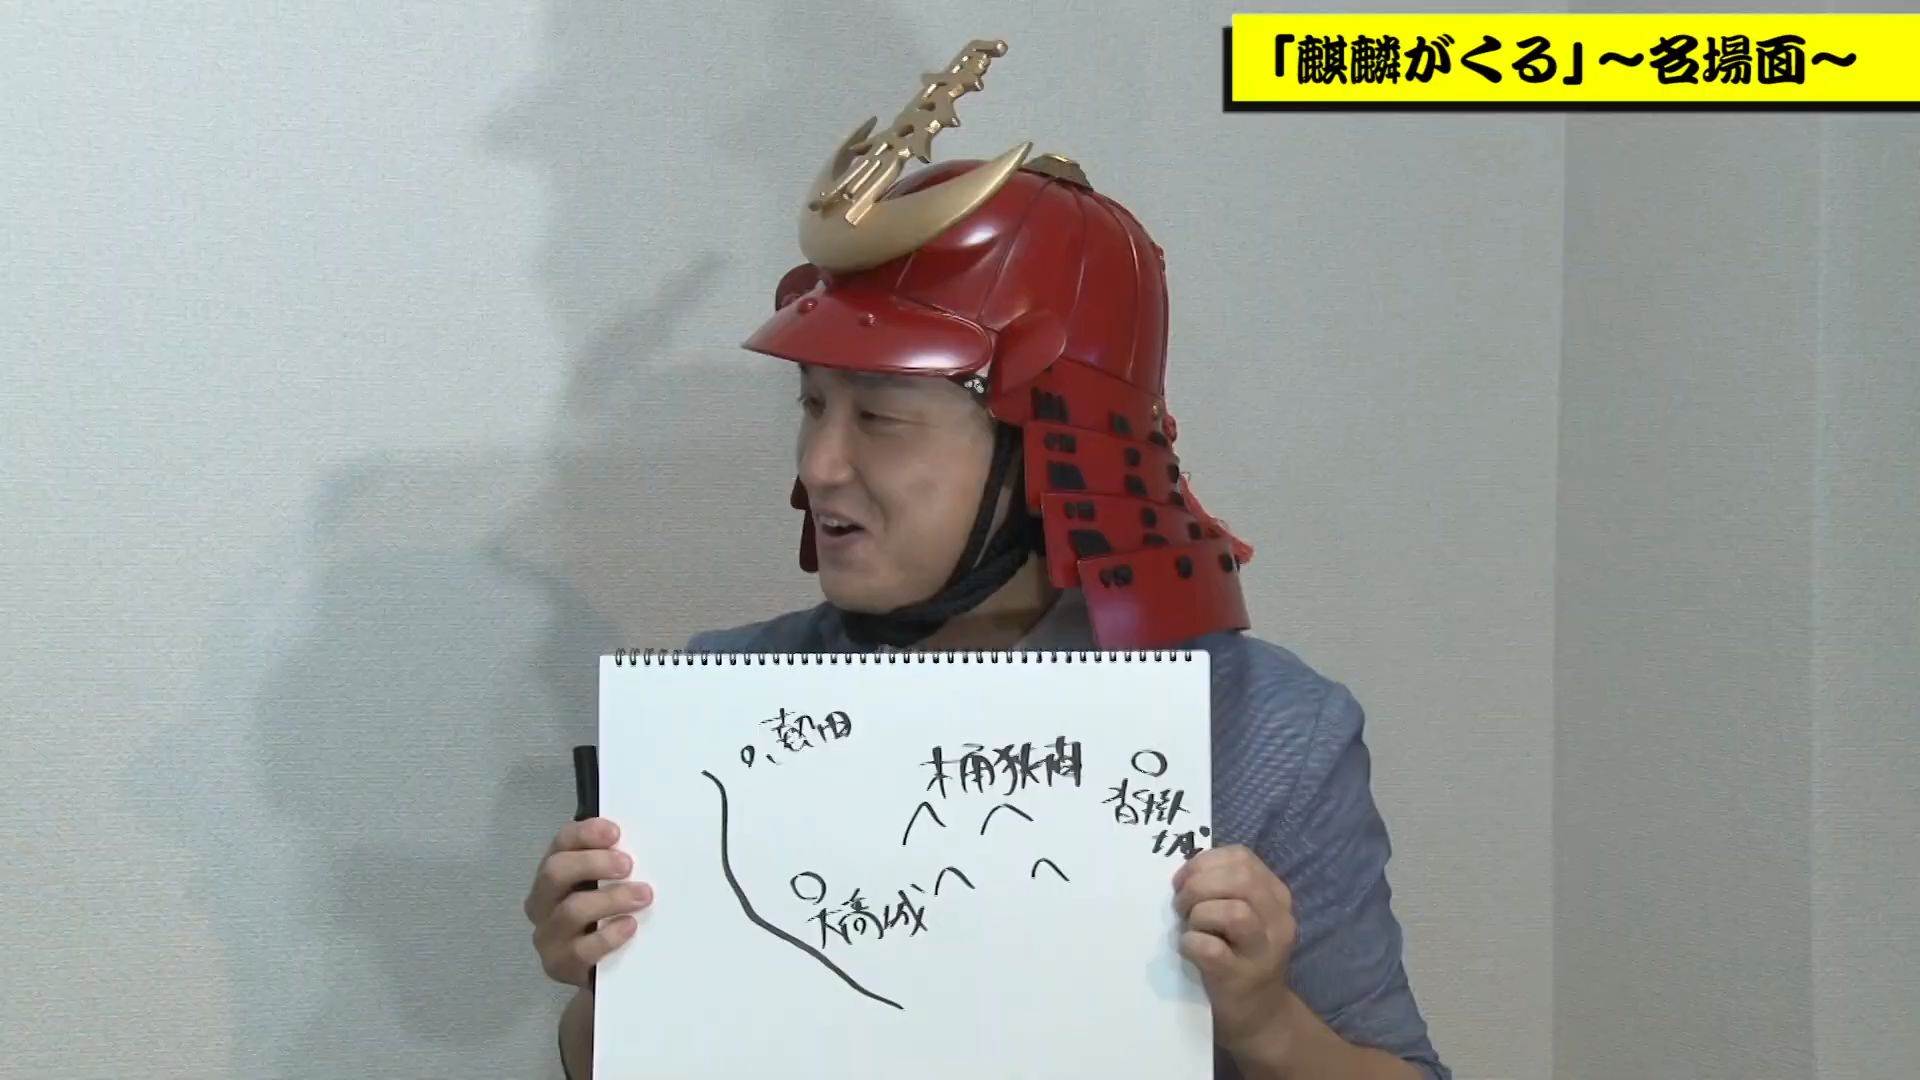 「麒麟がくる」～名場面～
熱田
桶狭間
沓掛
城
大高城